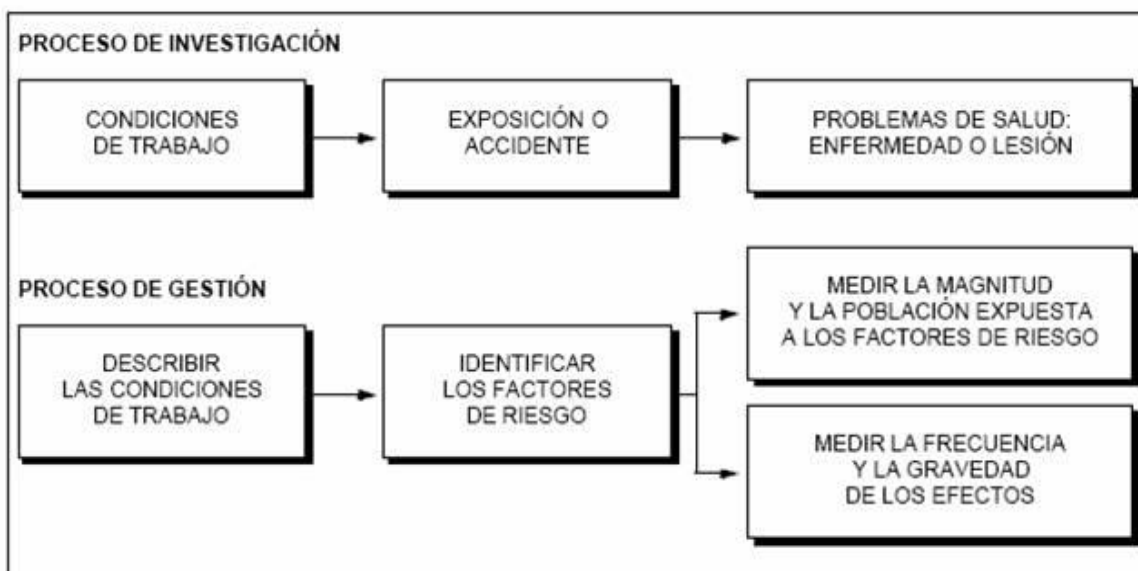 PROCESO DE INVESTIGACIÓN
CONDICIONES
DE TRABAJO
EXPOSICIÓN O
ACCIDENTE
PROBLEMAS DE SALUD:
ENFERMEDAD O LESIÓN
PROCESO DE GESTIÓN
DESCRIBIR
LAS CONDICIONES
DE TRABAJO
IDENTIFICAR
LOS FACTORES
DE RIESGO
MEDIR LA MAGNITUD
Y LA POBLACIÓN EXPUESTA
A LOS FACTORES DE RIESGO
MEDIR LA FRECUENCIA
Y LA GRAVEDAD
DE LOS EFECTOS